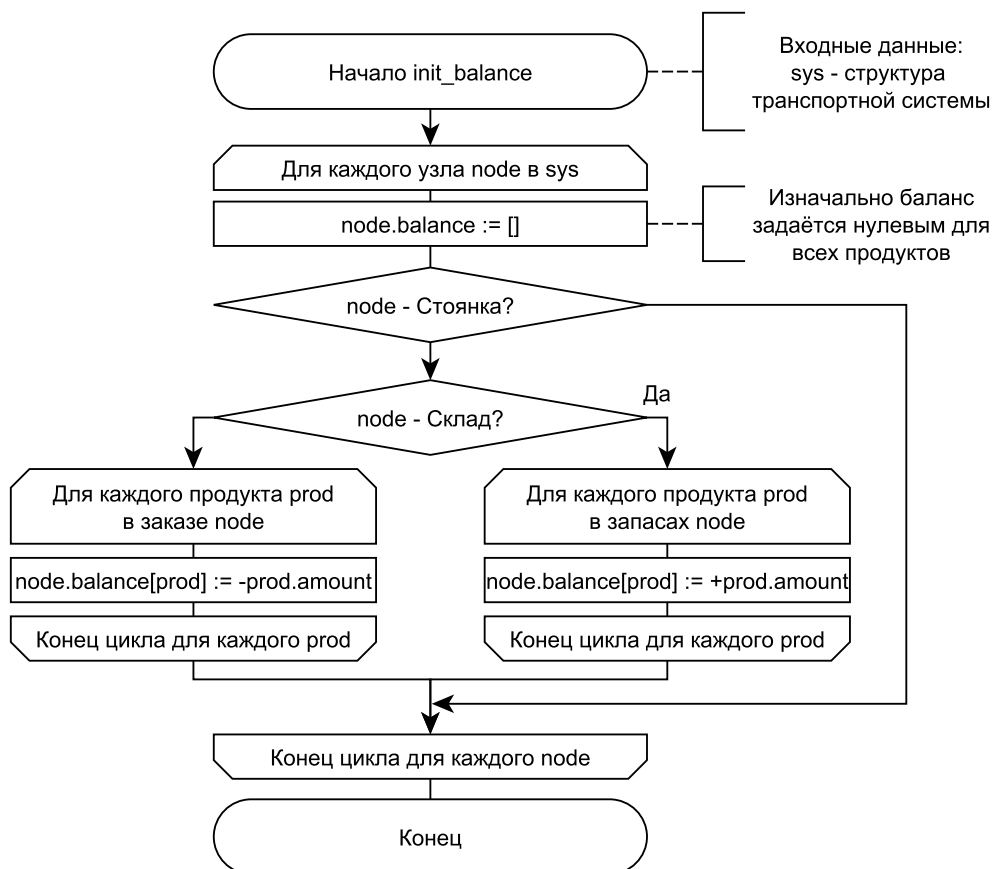 Начало init_balance
Входные данные:
sys - структура
транспортной системы
Для каждого узла node в sys
node.balance := []
Изначально баланс
задаётся нулевым для
всех продуктов
node - Стоянка?
node - Склад?
Да
Для каждого продукта prod
в заказе node
node.balance[prod] := -prod.amount
Конец цикла для каждого prod
Для каждого продукта prod
в запасах node
node.balance[prod] := +prod.amount
Конец цикла для каждого prod
Конец цикла для каждого node
Конец